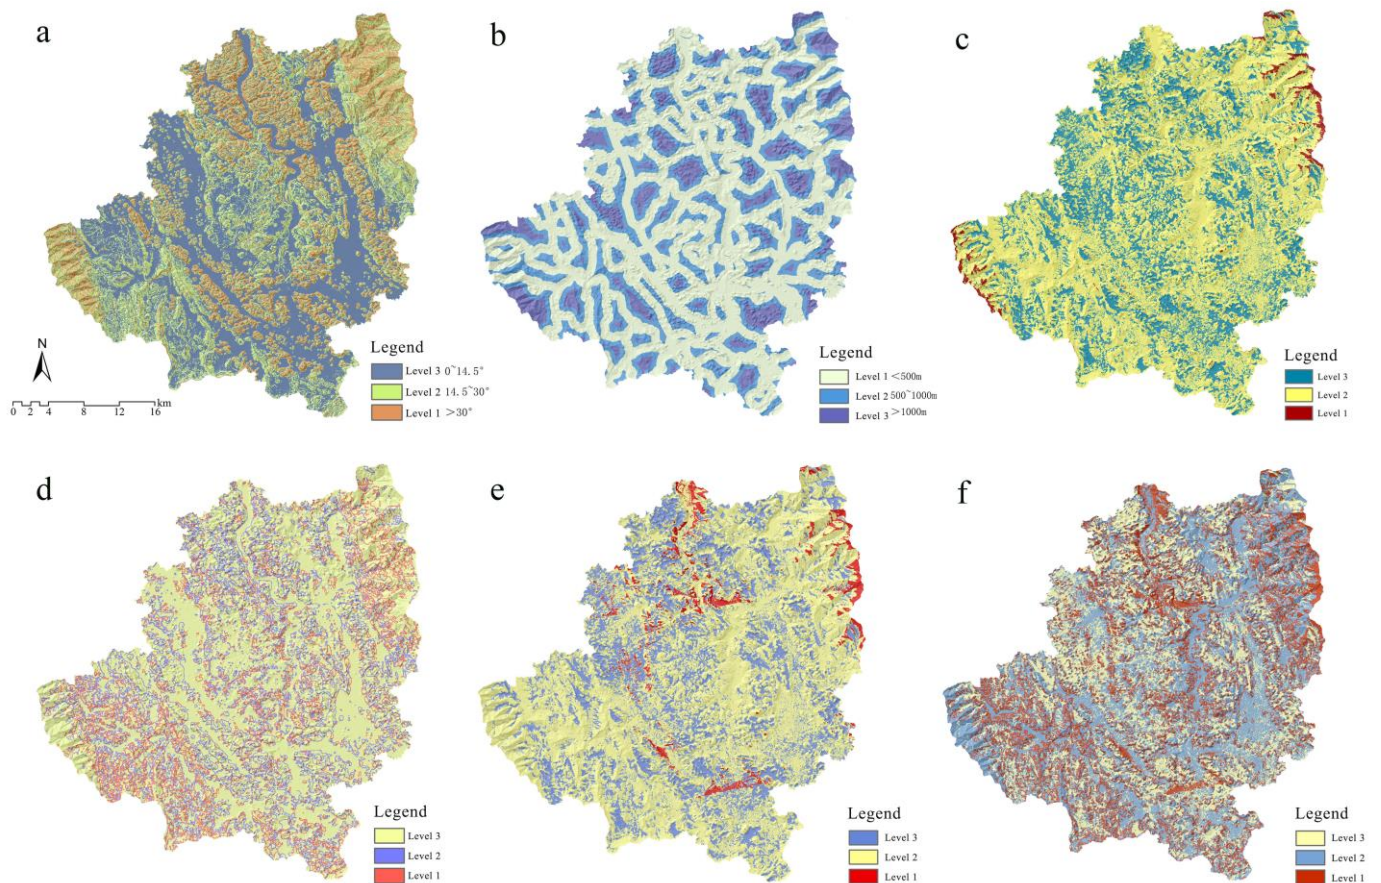 a
b
c
N
0 2 4 8 12 16 km
Legend
Level 3 0~14.5°
Level 2 14.5~30°
Level 1 >30°
Legend
Level 1 <500m
Level 2 500~1000m
Level 3 >1000m
Legend
Level 3
Level 2
Level 1
d
e
f
Legend
Level 3
Level 2
Level 1
Legend
Level 3
Level 2
Level 1
Legend
Level 3
Level 2
Level 1